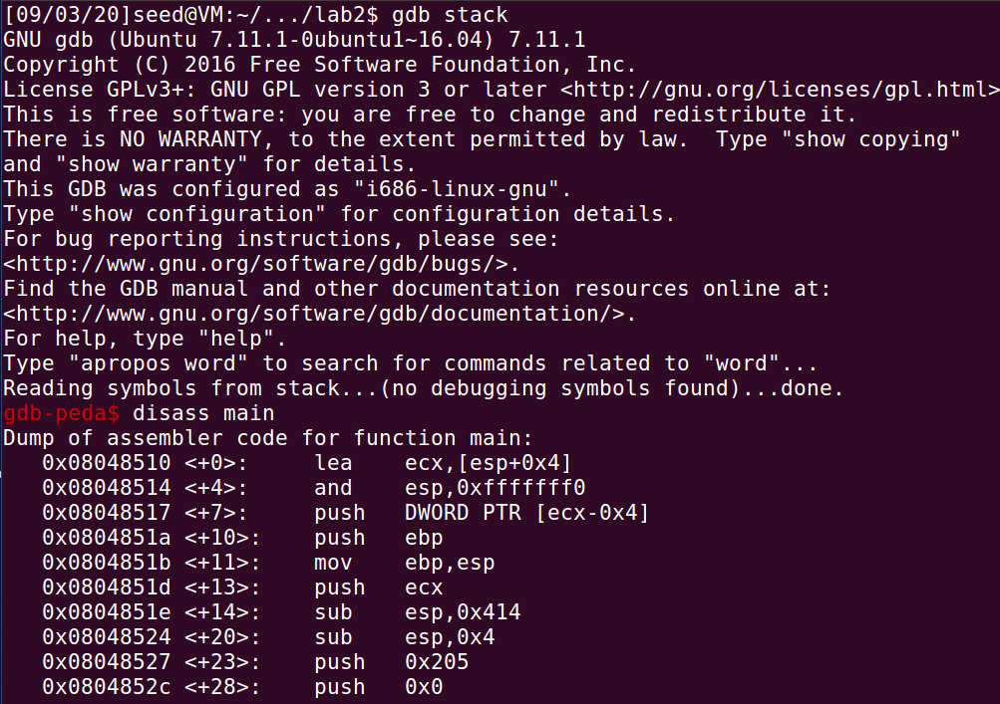 [09/03/20]seed@VM:~/.../lab2$ gdb stack
GNU gdb (Ubuntu 7.11.1-0ubuntu1~16.04) 7.11.1
Copyright (C) 2016 Free Software Foundation, Inc.
License GPLv3+: GNU GPL version 3 or later <http://gnu.org/licenses/gpl.html>
This is free software: you are free to change and redistribute it.
There is NO WARRANTY, to the extent permitted by law.  Type "show copying"
and "show warranty" for details.
This GDB was configured as "i686-linux-gnu".
Type "show configuration" for configuration details.
For bug reporting instructions, please see:
<http://www.gnu.org/software/gdb/bugs/>.
Find the GDB manual and other documentation resources online at:
<http://www.gnu.org/software/gdb/documentation/>.
For help, type "help".
Type "apropos word" to search for commands related to "word"...
Reading symbols from stack...(no debugging symbols found)...done.
gdb-peda$ disass main
Dump of assembler code for function main:
   0x08048510 <+0>:     lea    ecx,[esp+0x4]
   0x08048514 <+4>:     and    esp,0xfffffff0
   0x08048517 <+7>:     push   DWORD PTR [ecx-0x4]
   0x0804851a <+10>:    push   ebp
   0x0804851b <+11>:    mov    ebp,esp
   0x0804851d <+13>:    push   ecx
   0x0804851e <+14>:    sub    esp,0x414
   0x08048524 <+20>:    sub    esp,0x4
   0x08048527 <+23>:    push   0x205
   0x0804852c <+28>:    push   0x0